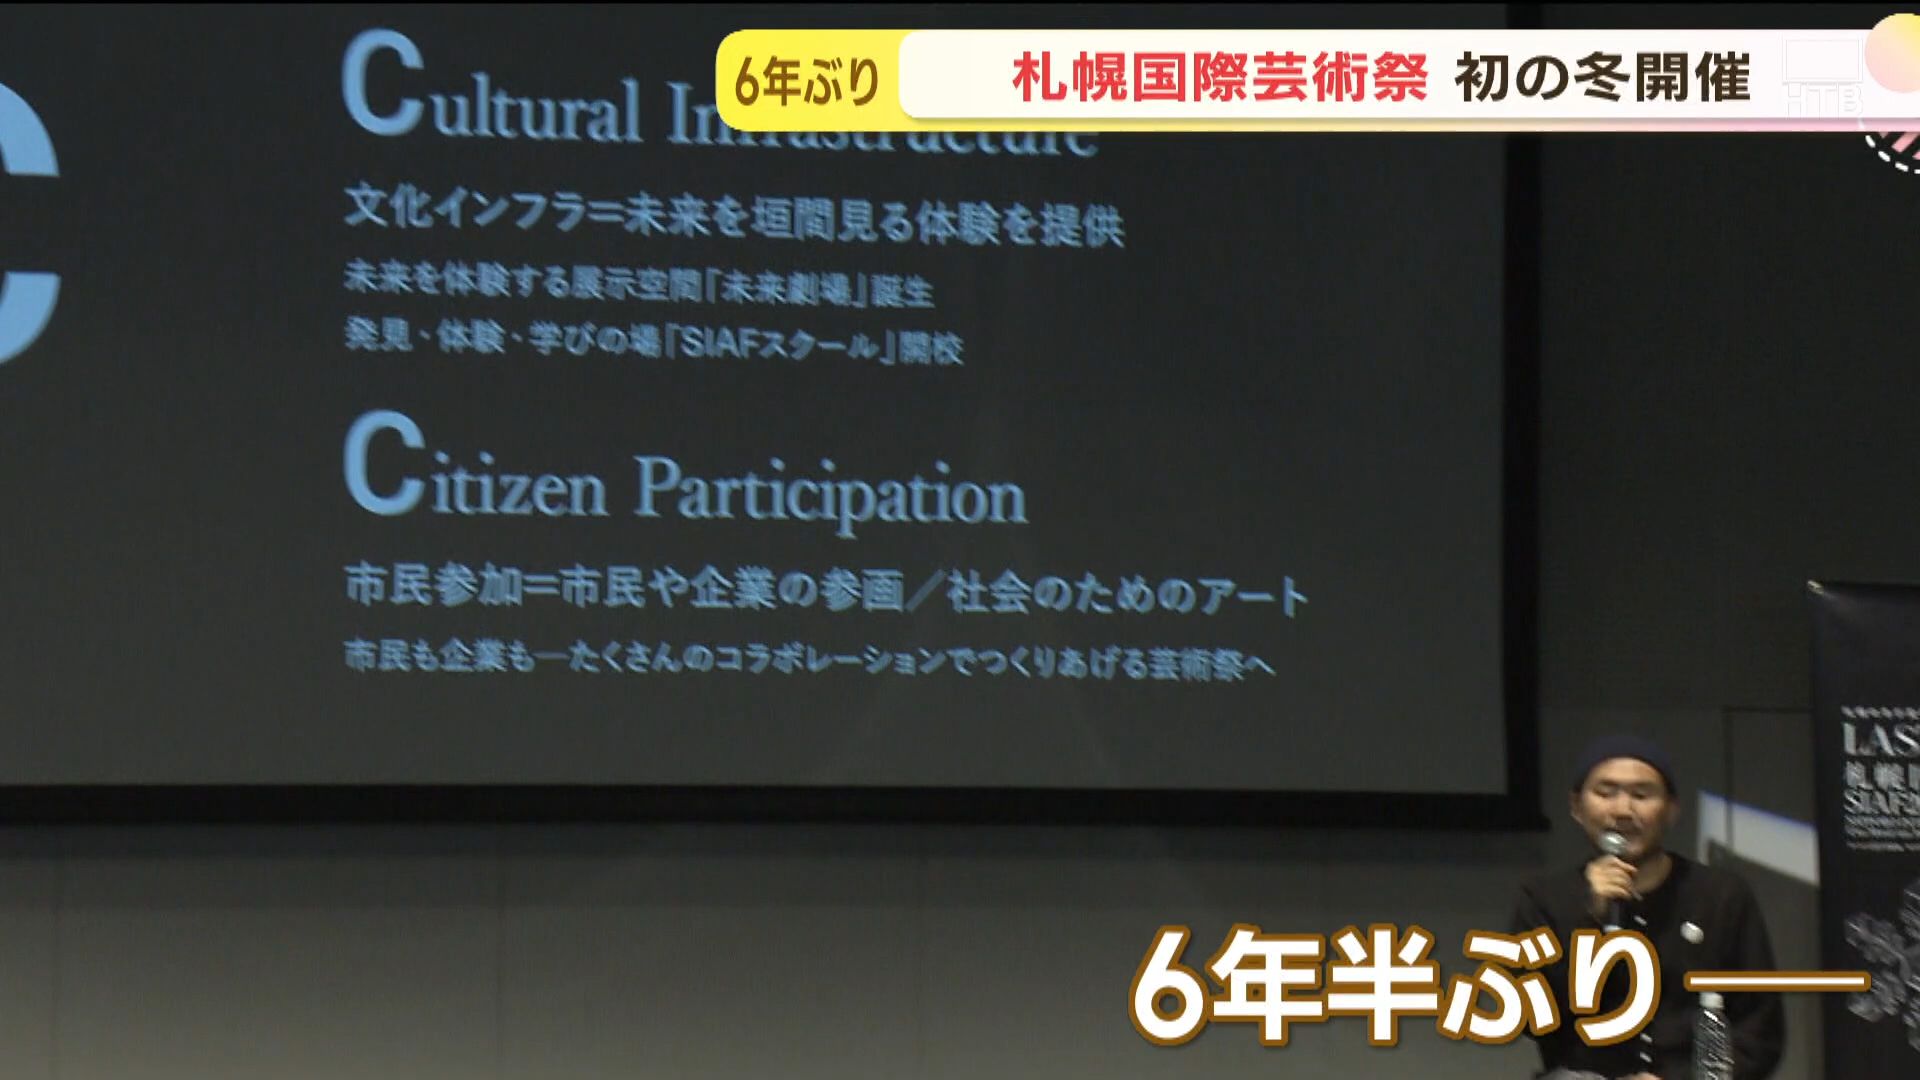 6年ぶり
札幌国際芸術祭 初の冬開催
HTB
Cultural Infrastructure
文化インフラ=未来を垣間見る体験を提供
未来を体験する展示空間「未来劇場」誕生
発見・体験・学びの場「SIAFスクール」開校
Citizen Participation
市民参加=市民や企業の参画/社会のためのアート
市民も企業も―たくさんのコラボレーションでつくりあげる芸術祭へ
LAS
札幌
SIAF2
6年半ぶり―